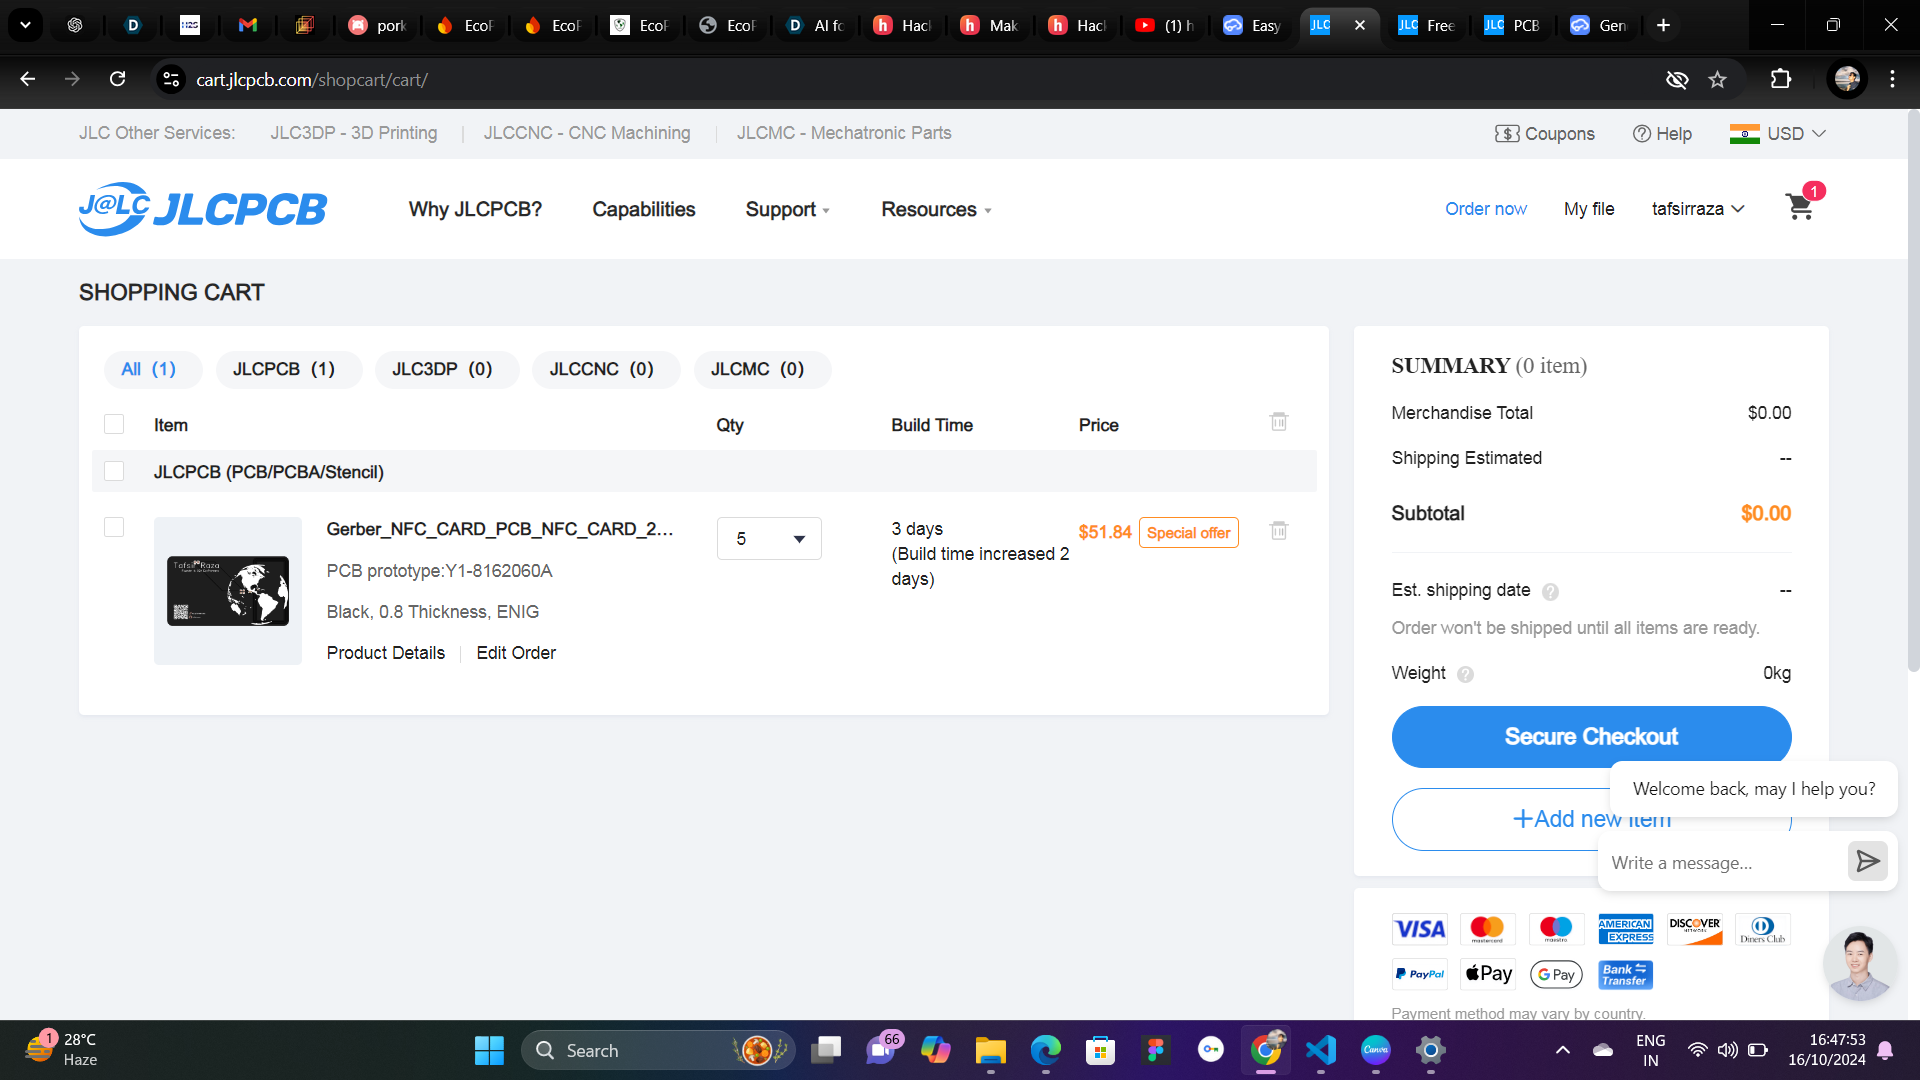 pork
EcoF
EcoF
EcoF
EcoF
AI fo
Hack
Mak
Hack
(1) h
Easy
JLC
JLC Free
JLC PCB
Gen
cart.jlcpcb.com/shopcart/cart/
JLC Other Services: JLC3DP - 3D Printing | JLCCNC - CNC Machining | JLCMC - Mechatronic Parts
Coupons Help USD
J@LC JLCPCB
Why JLCPCB? Capabilities Support Resources
Order now My file tafsirraza 1
SHOPPING CART
All (1) JLCPCB (1) JLC3DP (0) JLCCNC (0) JLCMC (0)
Item Qty Build Time Price
JLCPCB (PCB/PCBA/Stencil)
Tafsir Raza
Gerber_NFC_CARD_PCB_NFC_CARD_2...
PCB prototype:Y1-8162060A
Black, 0.8 Thickness, ENIG
Product Details | Edit Order
5
3 days
(Build time increased 2
days)
$51.84 Special offer
SUMMARY (0 item)
Merchandise Total $0.00
Shipping Estimated --
Subtotal $0.00
Est. shipping date ? --
Order won't be shipped until all items are ready.
Weight ? 0kg
Secure Checkout
+Add new item
Welcome back, may I help you?
Write a message...
VISA mastercard maestro AMERICAN EXPRESS DISCOVER NETWORK Diners Club
PayPal Pay G Pay Bank Transfer
Payment method may vary by country.
1
28°C
Haze
Search
66
Canva
ENG
IN
16:47:53
16/10/2024